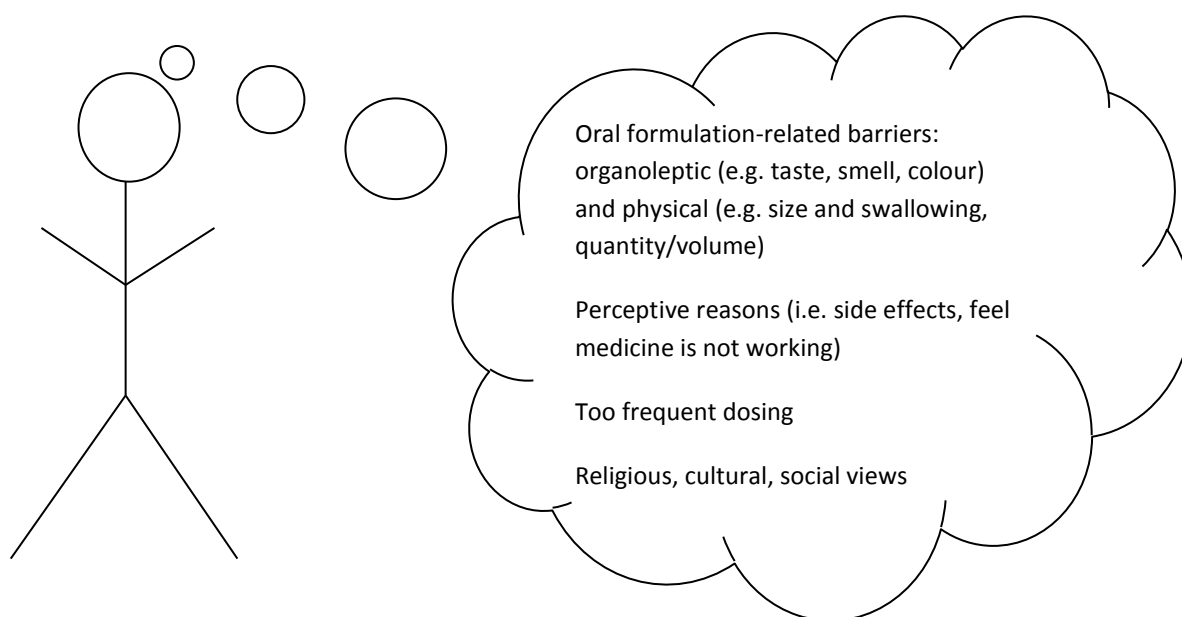 Oral formulation-related barriers:
organoleptic (e.g. taste, smell, colour)
and physical (e.g. size and swallowing,
quantity/volume)
Perceptive reasons (i.e. side effects, feel
medicine is not working)
Too frequent dosing
Religious, cultural, social views